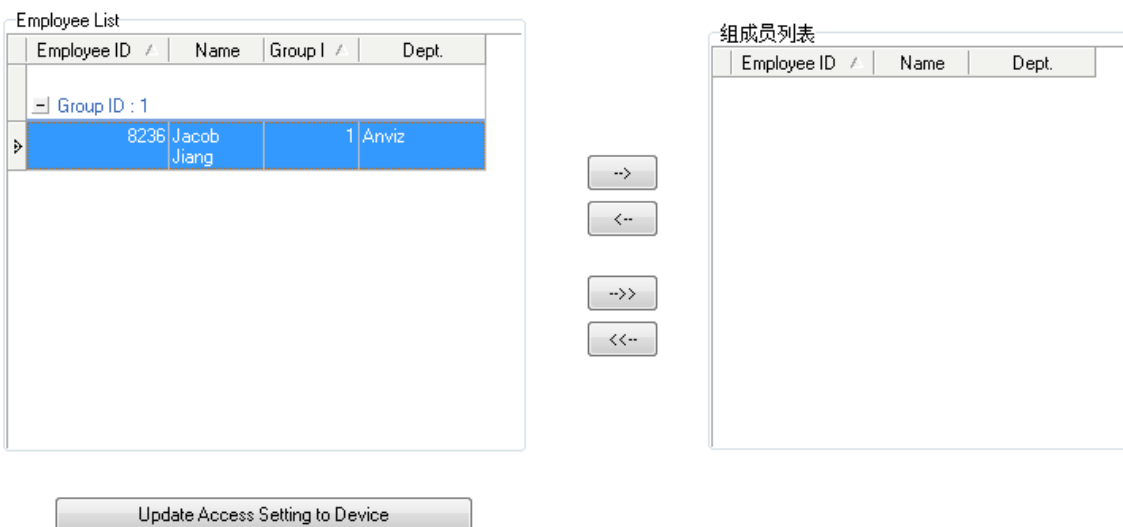 Employee List
Employee ID Name Group I Dept.
Group ID : 1
8236 Jacob Jiang 1 Anviz
-->
<--
-->>
<<--
组成员列表
Employee ID Name Dept.
Update Access Setting to Device